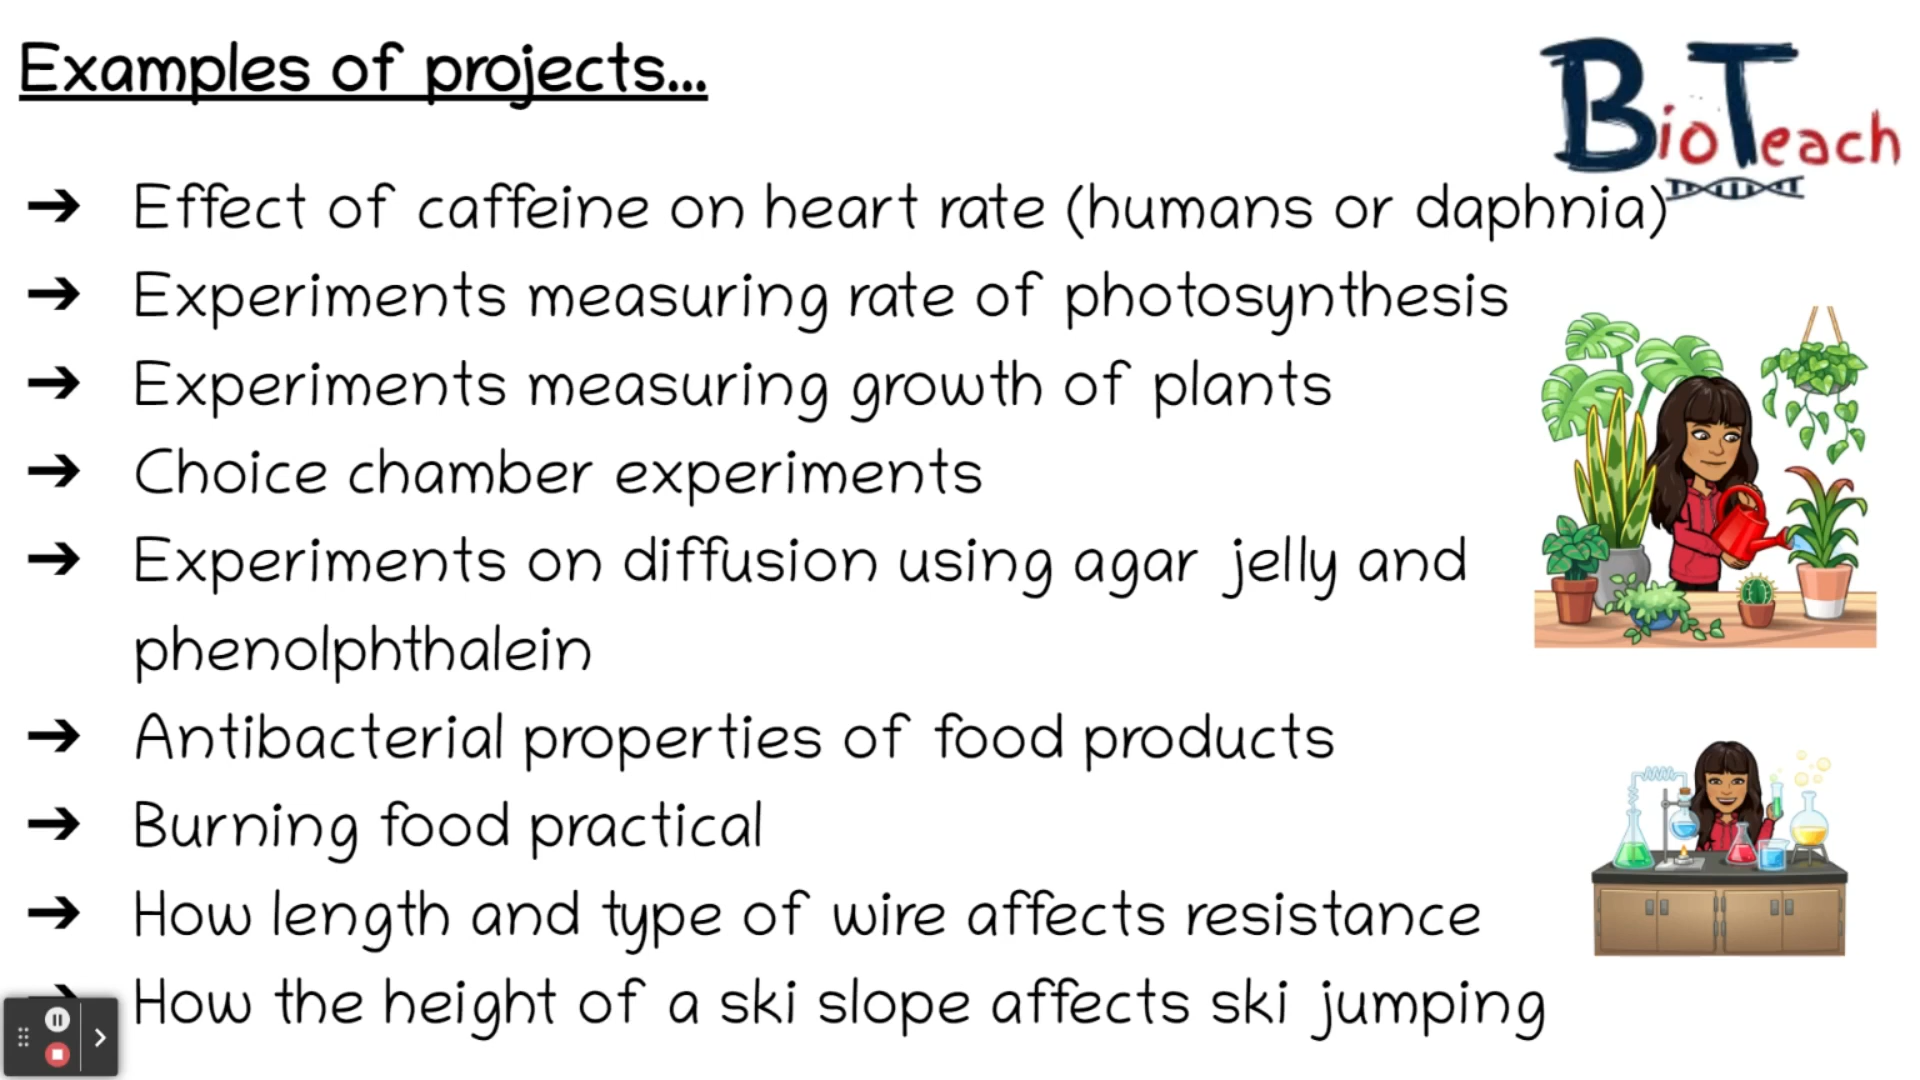 Examples of projects...
BioTeach
➔ Effect of caffeine on heart rate (humans or daphnia)
➔ Experiments measuring rate of photosynthesis
➔ Experiments measuring growth of plants
➔ Choice chamber experiments
➔ Experiments on diffusion using agar jelly and
phenolphthalein
➔ Antibacterial properties of food products
➔ Burning food practical
➔ How length and type of wire affects resistance
➔ How the height of a ski slope affects ski jumping